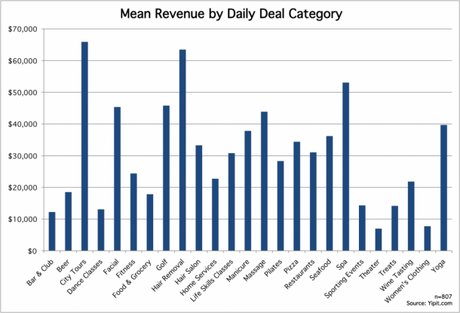 Mean Revenue by Daily Deal Category
$70,000
$60,000
$50,000
$40,000
$30,000
$20,000
$10,000
$0
Bar & Club
Beer
City Tours
Dance Classes
Facial
Fitness
Food & Grocery
Golf
Hair Removal
Hair Salon
Home Services
Life Skills Classes
Manicure
Massage
Pilates
Pizza
Restaurants
Seafood
Spa
Sporting Events
Theater
Treats
Wine Tasting
Women's Clothing
Yoga
n=807
Source: Yipit.com